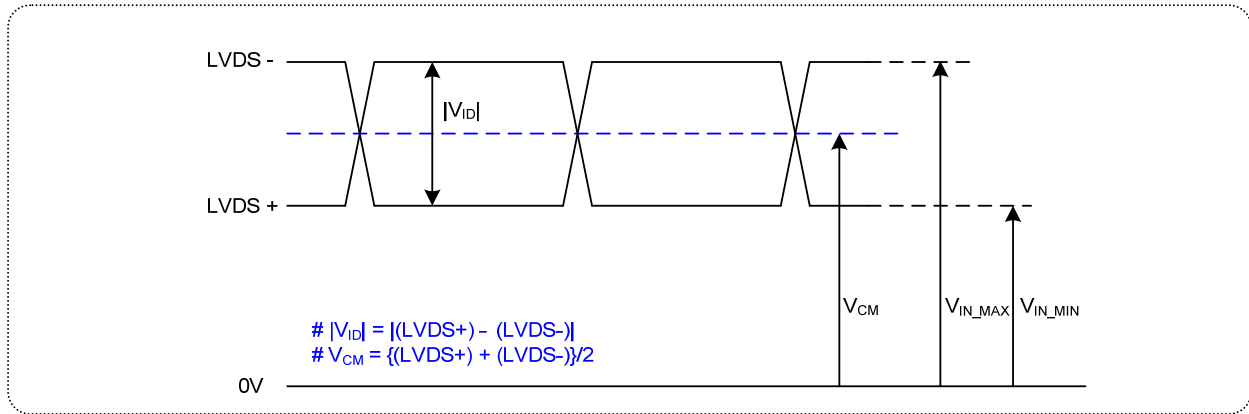 LVDS -
|VID|
LVDS +
VCM
VIN_MAX
VIN_MIN
# |VID| = |(LVDS+) - (LVDS-)|
# VCM = {(LVDS+) + (LVDS-)}/2
0V